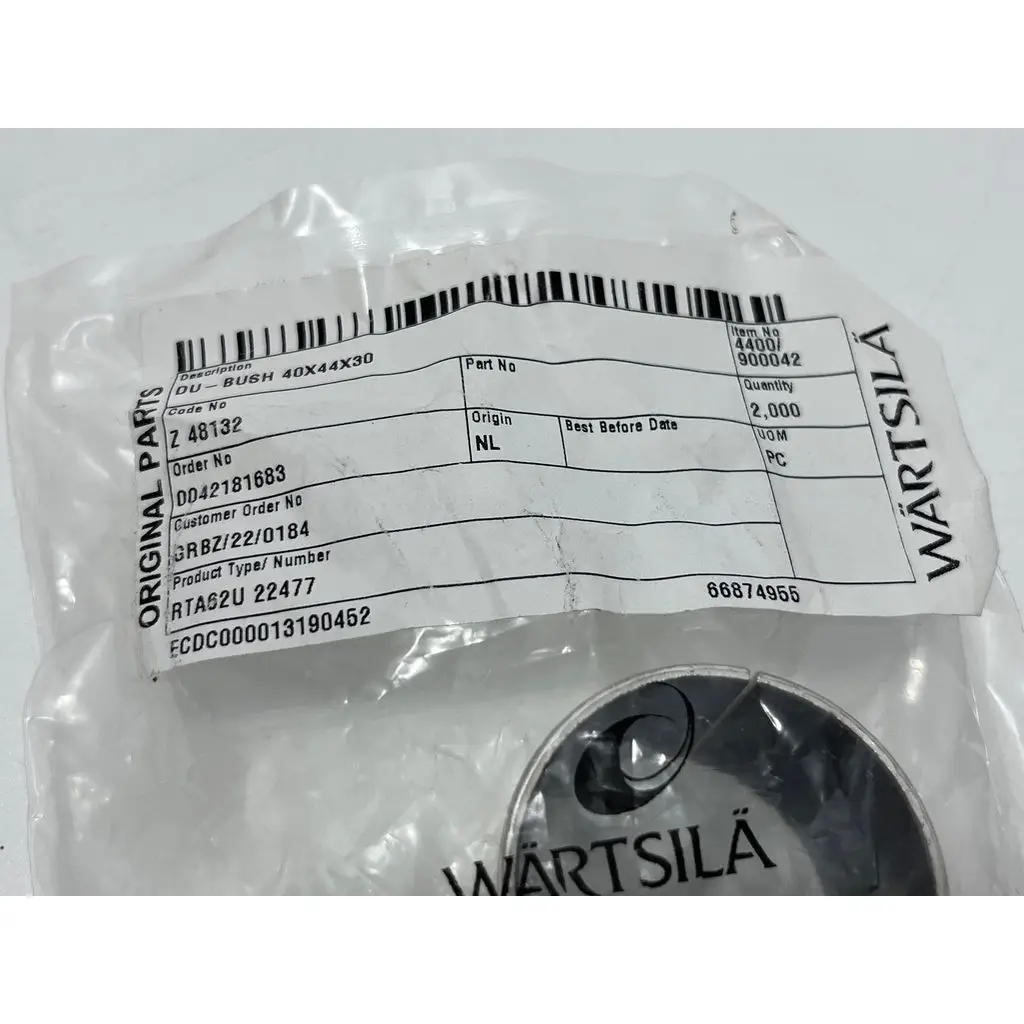 Description
DU-BUSH 40X44X30
Item No
4400/
900042
Code No
Z 48132
Part No
Quantity
2,000
Order No
0042181683
Origin
NL
Best Before Date
UOM
PC
Customer Order No
GRBZ/22/0184
Product Type/ Number
RTA62U 22477
66874955
ECDC000013190452
ORIGINAL PARTS
WÄRTSILÄ
WÄRTSILÄ